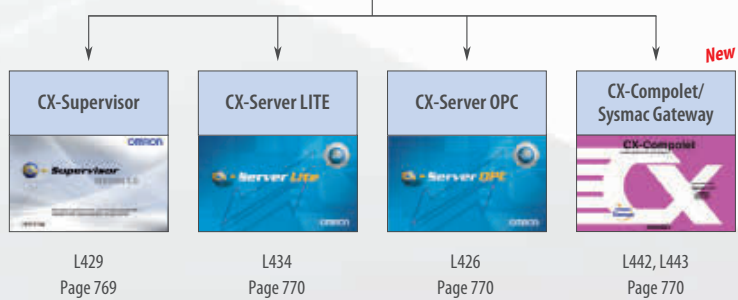 New
CX-Supervisor
CX-Server LITE
CX-Server OPC
CX-Compolet/
Sysmac Gateway
OMRON
Supervisor
Server Lite
OMRON
Server OPC
OMRON
CX-Compolet
CX
L429
Page 769
L434
Page 770
L426
Page 770
L442, L443
Page 770